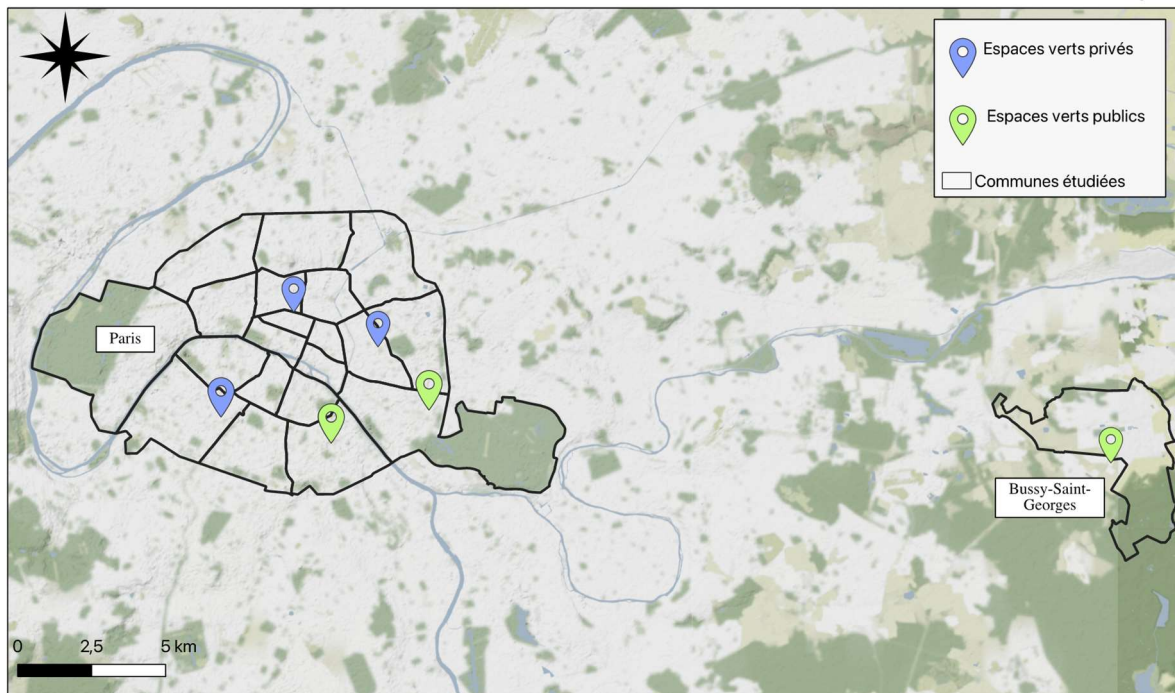 Espaces verts privés
Espaces verts publics
Communes étudiées
Paris
Bussy-Saint-
Georges
0 2,5 5 km